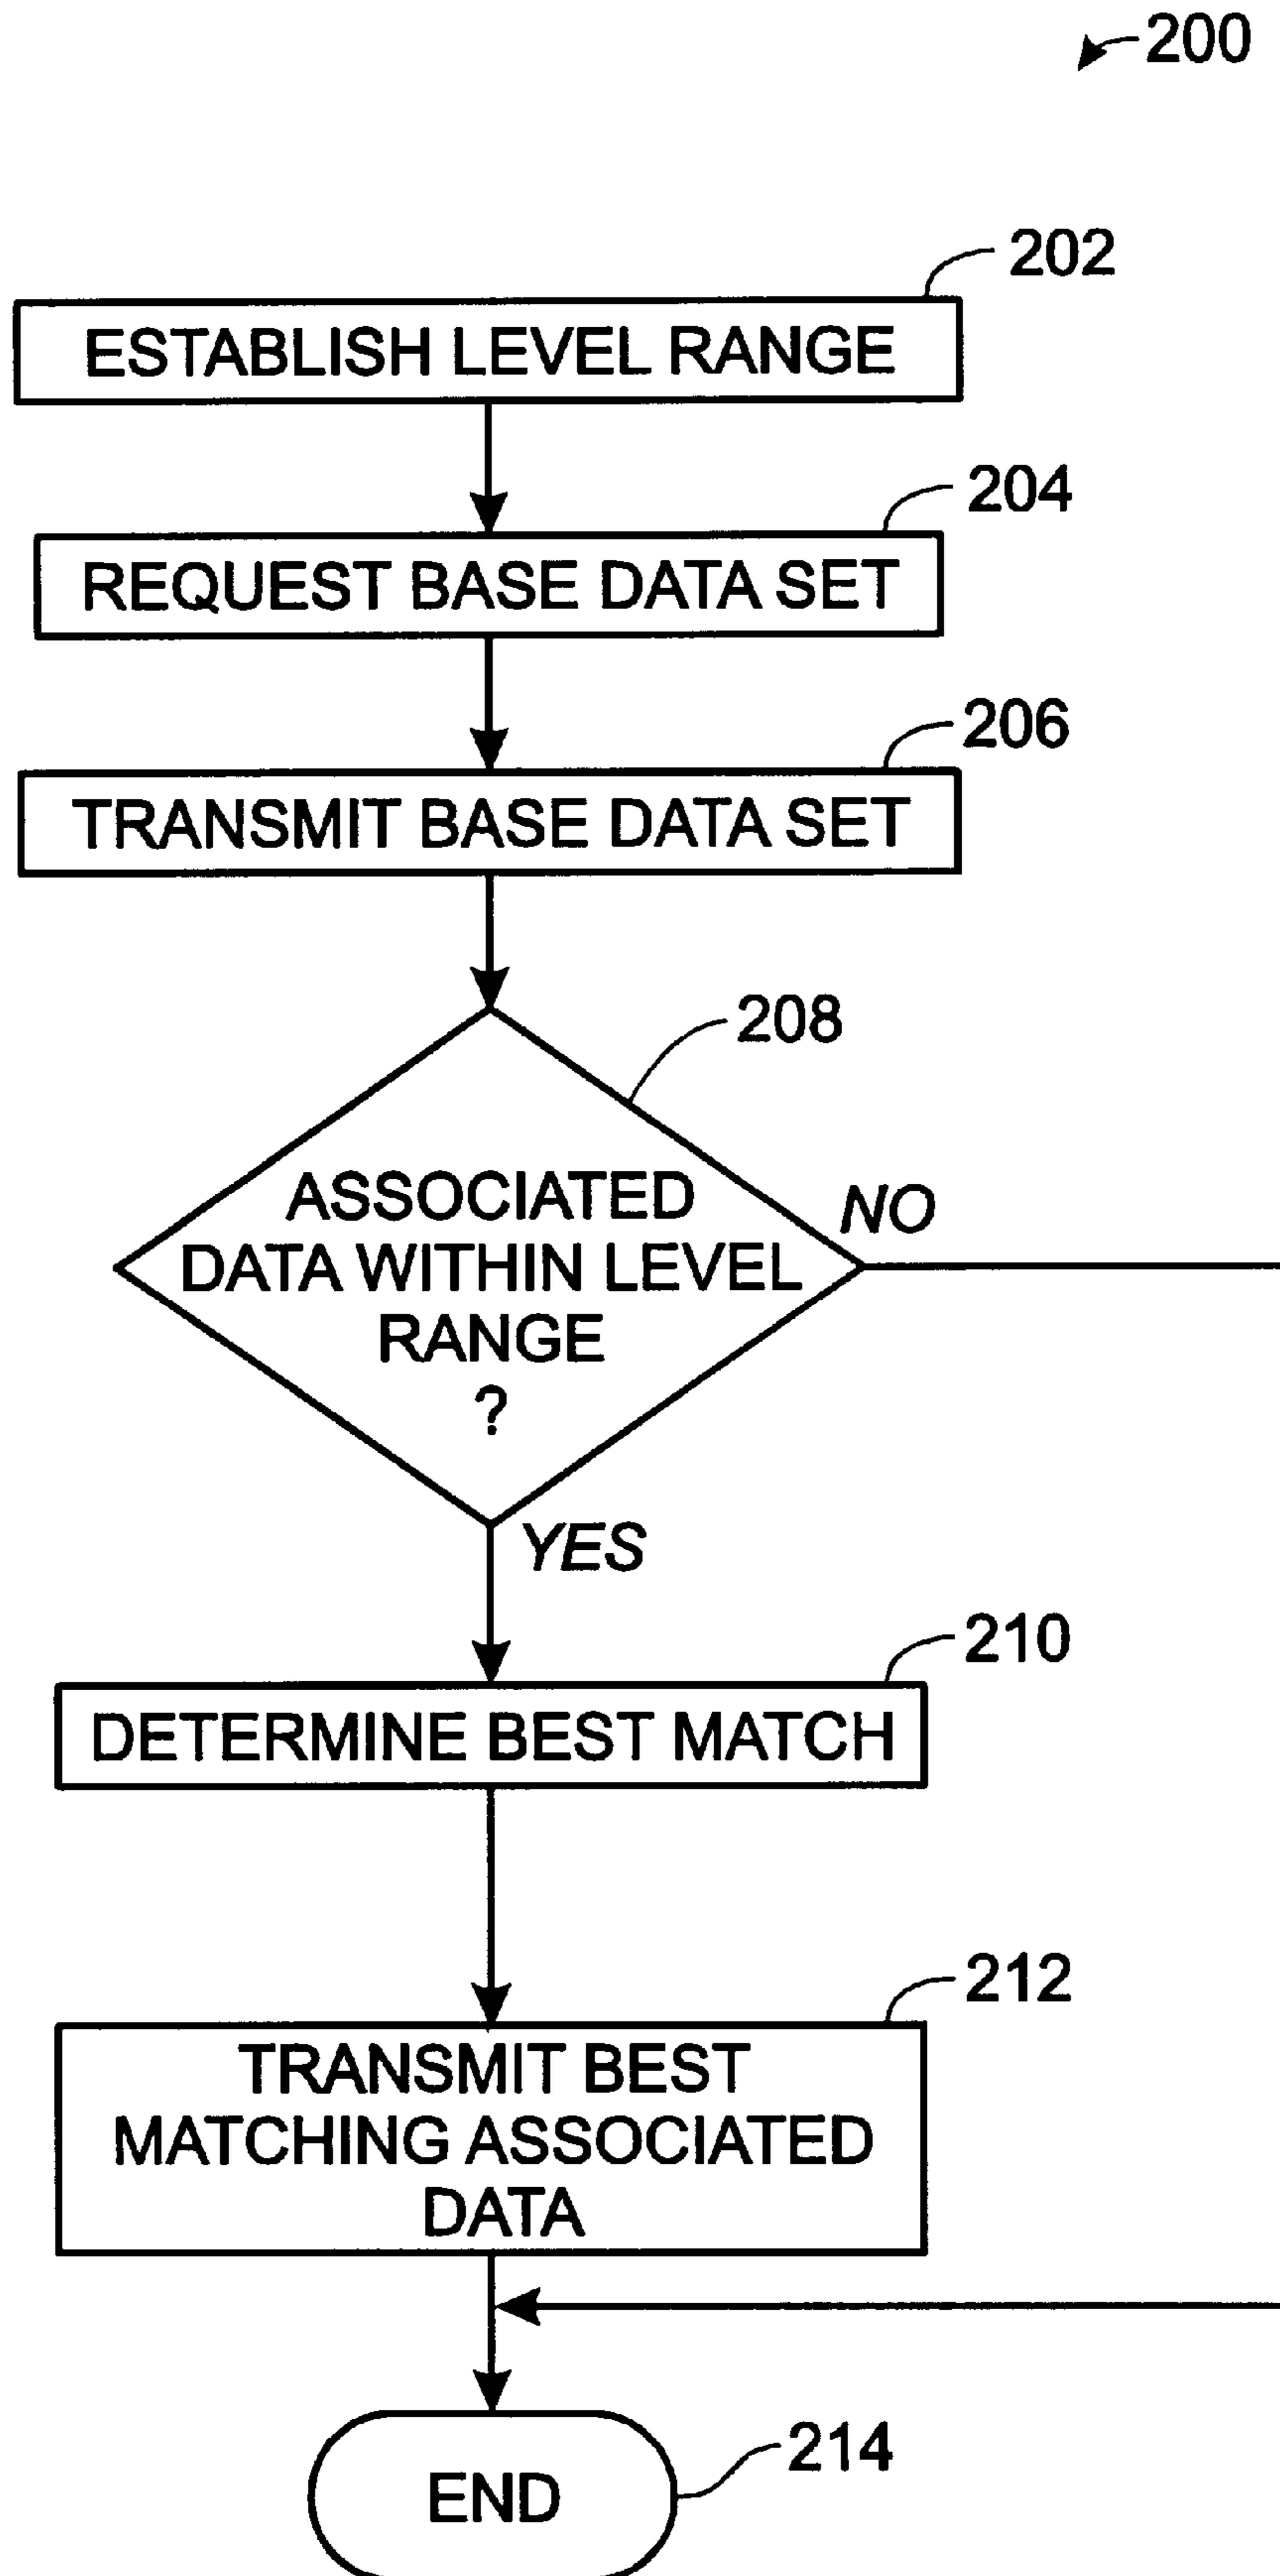 200
202
ESTABLISH LEVEL RANGE
204
REQUEST BASE DATA SET
206
TRANSMIT BASE DATA SET
208
ASSOCIATED
DATA WITHIN LEVEL
RANGE
?
NO
YES
210
DETERMINE BEST MATCH
212
TRANSMIT BEST
MATCHING ASSOCIATED
DATA
END
214